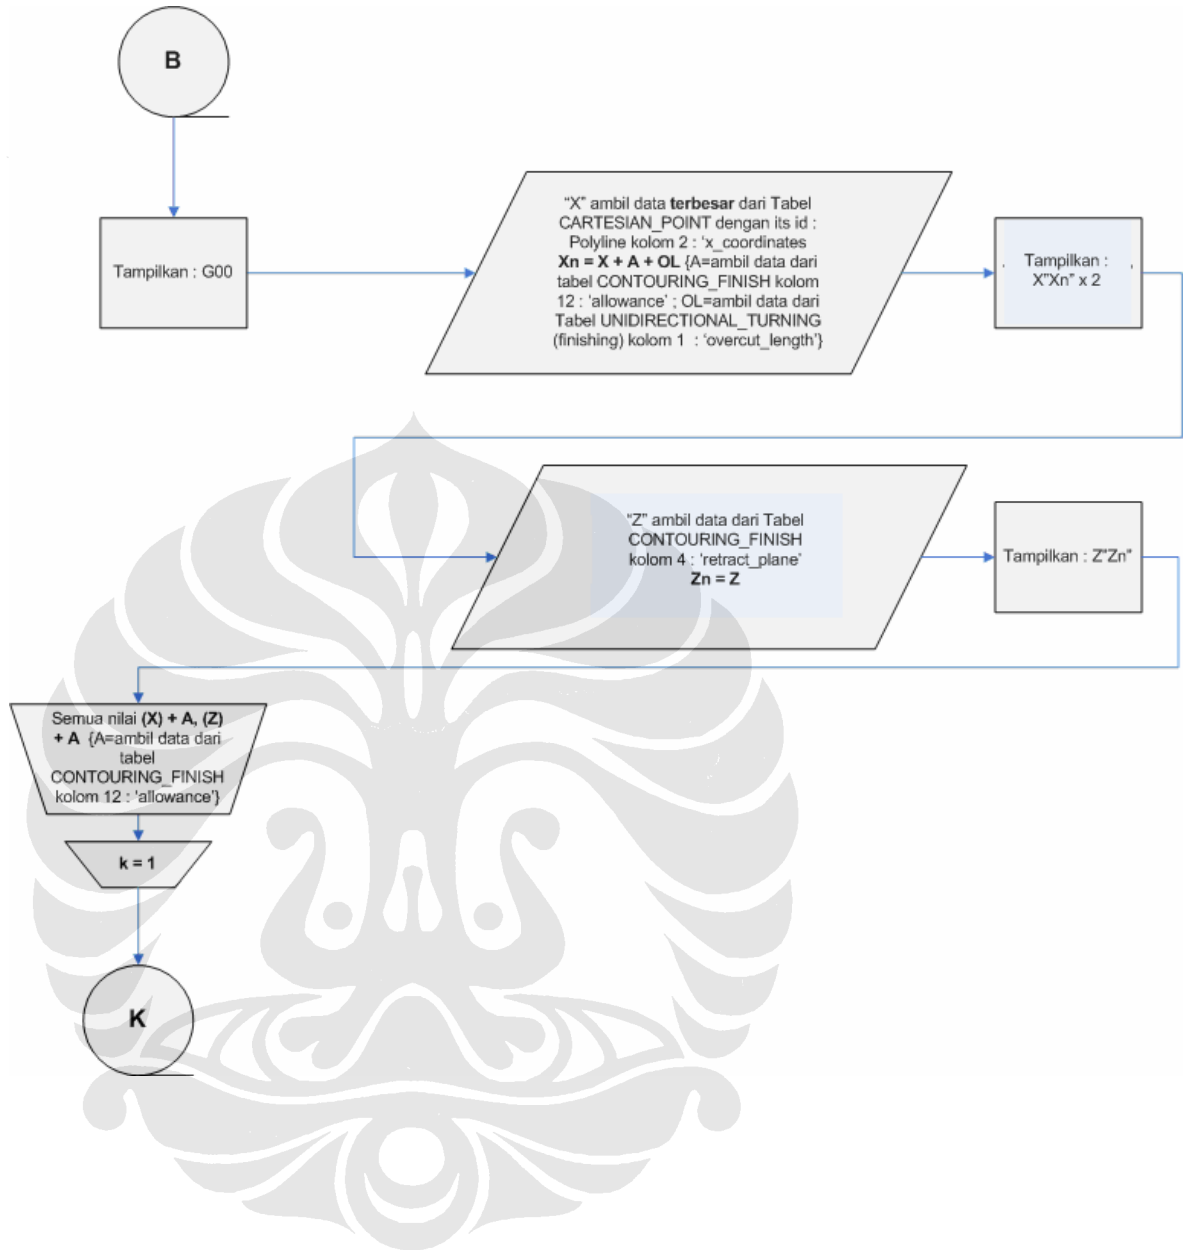 B
Tampilkan : G00
“X” ambil data terbesar dari Tabel
CARTESIAN_POINT dengan its id :
Polyline kolom 2 : ‘x_coordinates
Xn = X + A + OL {A=ambil data dari
tabel CONTOURING_FINISH kolom
12 : ‘allowance’ ; OL=ambil data dari
Tabel UNIDIRECTIONAL_TURNING
(finishing) kolom 1 : ‘overcut_length’}
Tampilkan :
X”Xn” x 2
“Z” ambil data dari Tabel
CONTOURING_FINISH
kolom 4 : ‘retract_plane’
Zn = Z
Tampilkan : Z”Zn”
Semua nilai (X) + A, (Z)
+ A {A=ambil data dari
tabel
CONTOURING_FINISH
kolom 12 : ‘allowance’}
k = 1
K